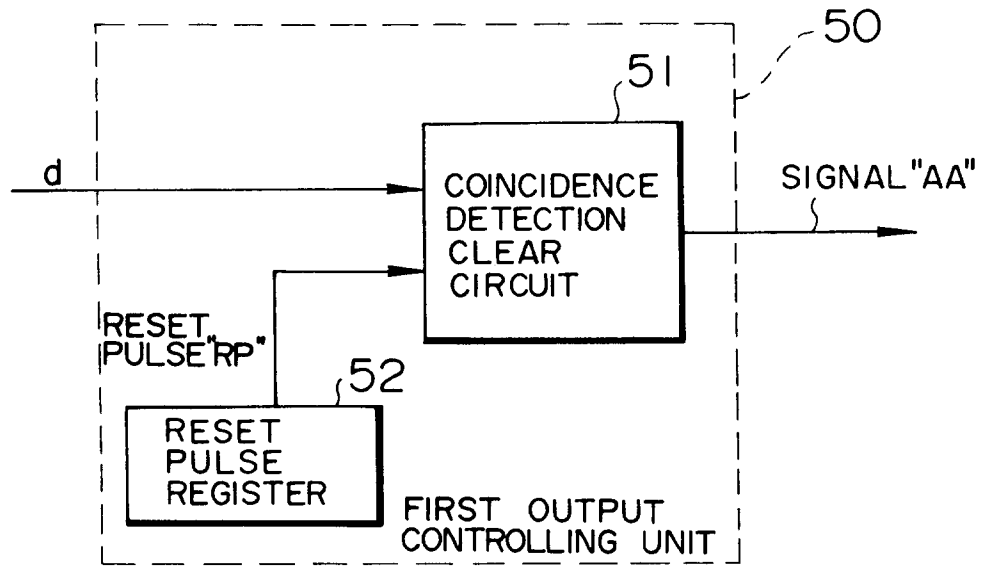 50
51
d
COINCIDENCE
DETECTION
CLEAR
CIRCUIT
SIGNAL "AA"
RESET
PULSE "RP"
52
RESET
PULSE
REGISTER
FIRST OUTPUT
CONTROLLING UNIT